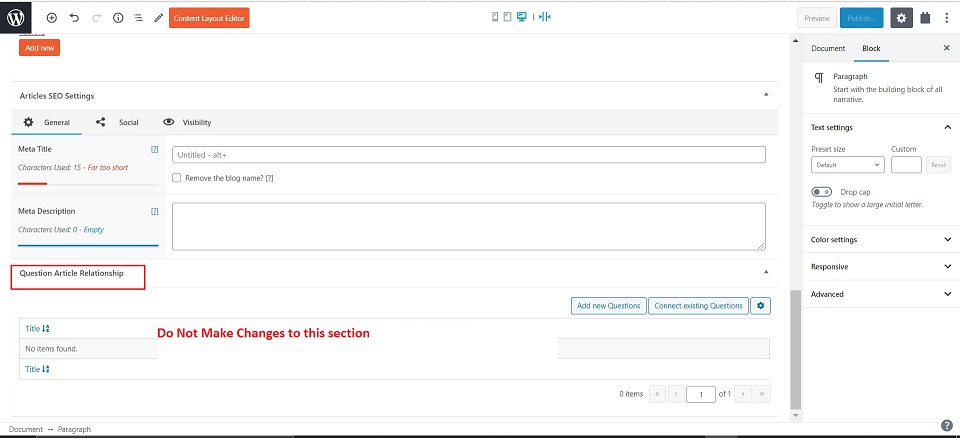 Content Layout Editor
Preview
Publish...
Add new
Articles SEO Settings
General
Social
Visibility
Meta Title
[?]
Characters Used: 15 - Far too short
Untitled - alt+
Remove the blog name? [?]
Meta Description
[?]
Characters Used: 0 - Empty
Question Article Relationship
Add new Questions
Connect existing Questions
Title
Do Not Make Changes to this section
No items found.
Title
0 items
«
‹
1
of 1
›
»
Document → Paragraph
Document
Block
Paragraph
Start with the building block of all
narrative.
Text settings
Preset size
Custom
Default
Reset
Drop cap
Toggle to show a large initial letter.
Color settings
Responsive
Advanced